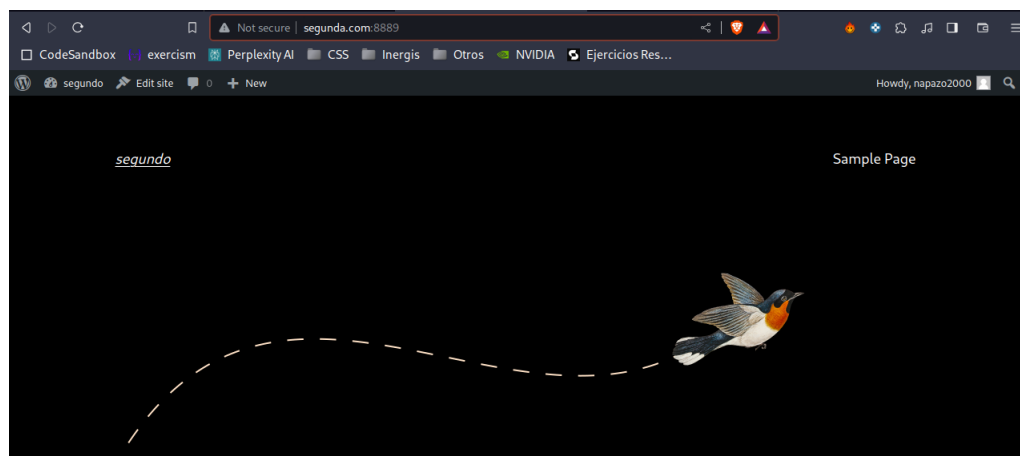 Not secure segunda.com:8889
CodeSandbox exercism Perplexity AI CSS Inergis Otros NVIDIA Ejercicios Res...
segundo Edit site 0 New Howdy, napazo2000
segundo Sample Page